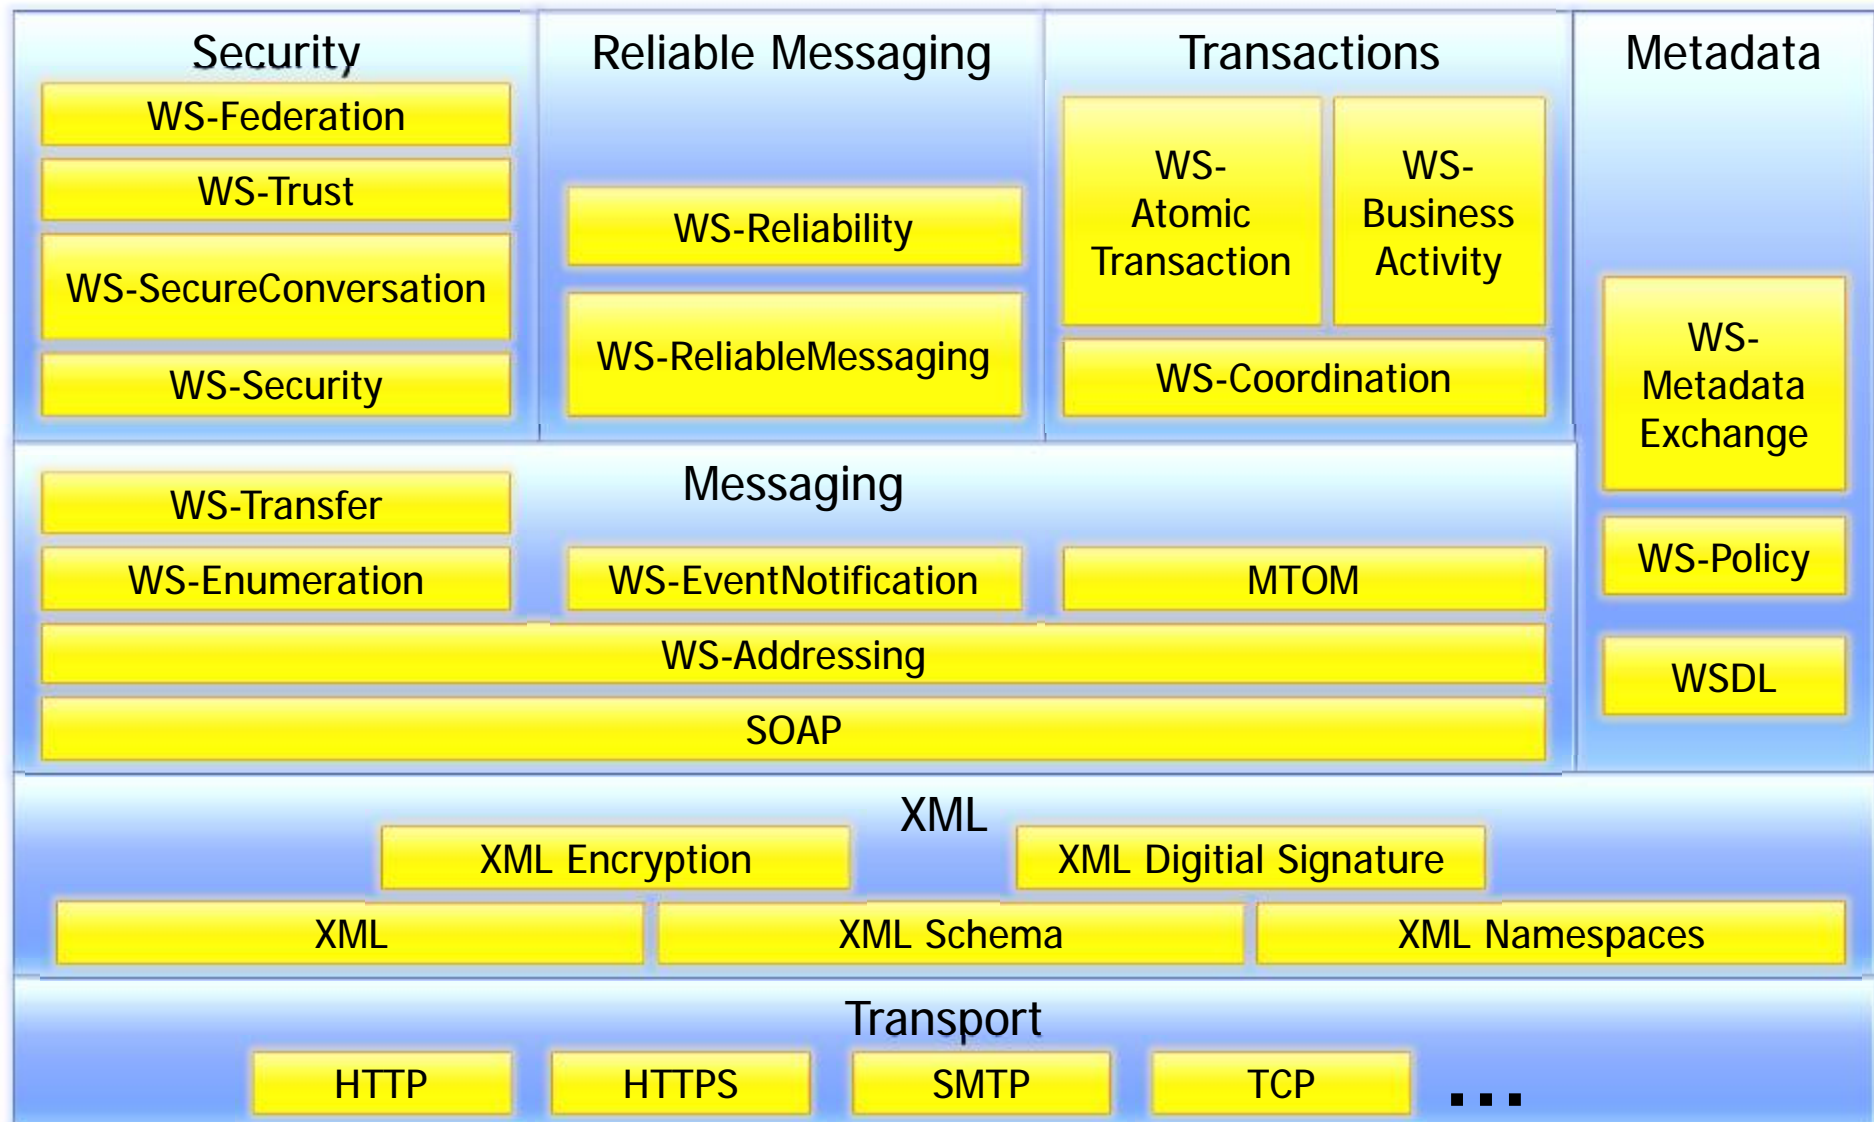 Security
WS-Federation
WS-Trust
WS-SecureConversation
WS-Security
Reliable Messaging
WS-Reliability
WS-ReliableMessaging
Transactions
WS-
Atomic
Transaction
WS-
Business
Activity
WS-Coordination
Metadata
WS-
Metadata
Exchange
WS-Policy
WSDL
Messaging
WS-Transfer
WS-Enumeration
WS-EventNotification
MTOM
WS-Addressing
SOAP
XML
XML Encryption
XML Digitial Signature
XML
XML Schema
XML Namespaces
Transport
HTTP
HTTPS
SMTP
TCP
...